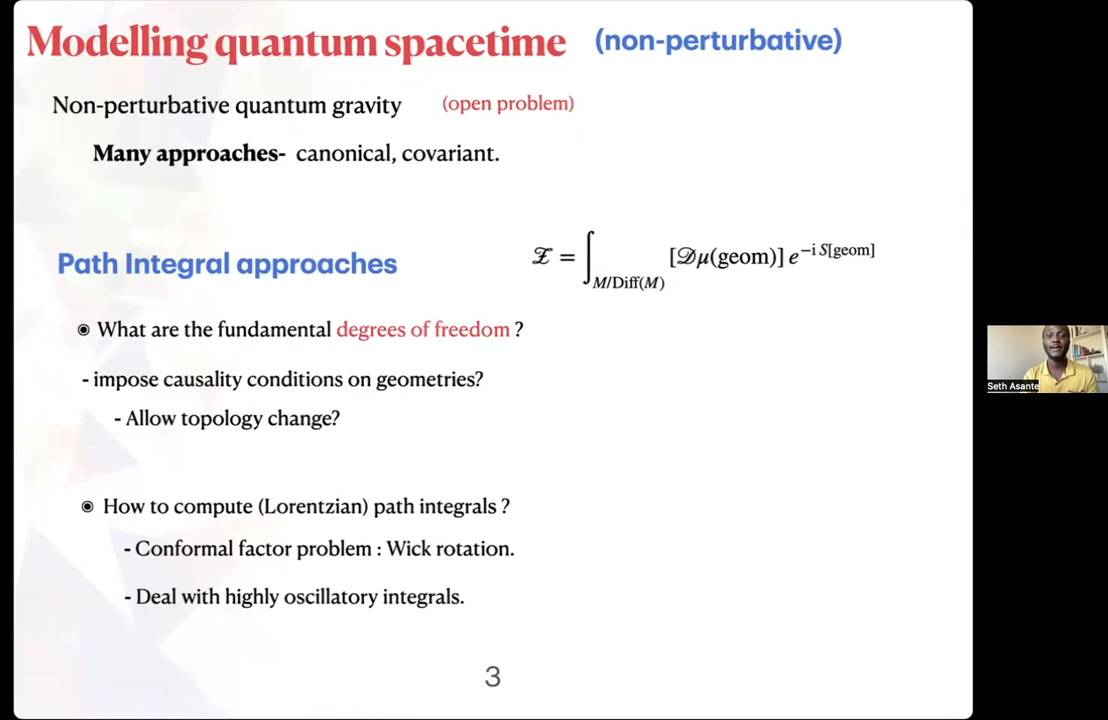 Modelling quantum spacetime (non-perturbative)
Non-perturbative quantum gravity (open problem)
Many approaches- canonical, covariant.
Path Integral approaches
𝒵 = ∫_{M/Diff(M)} [𝒟μ(geom)] e^{−i S[geom]}
◉ What are the fundamental degrees of freedom ?
- impose causality conditions on geometries?
- Allow topology change?
◉ How to compute (Lorentzian) path integrals ?
- Conformal factor problem : Wick rotation.
- Deal with highly oscillatory integrals.
3
Seth Asante